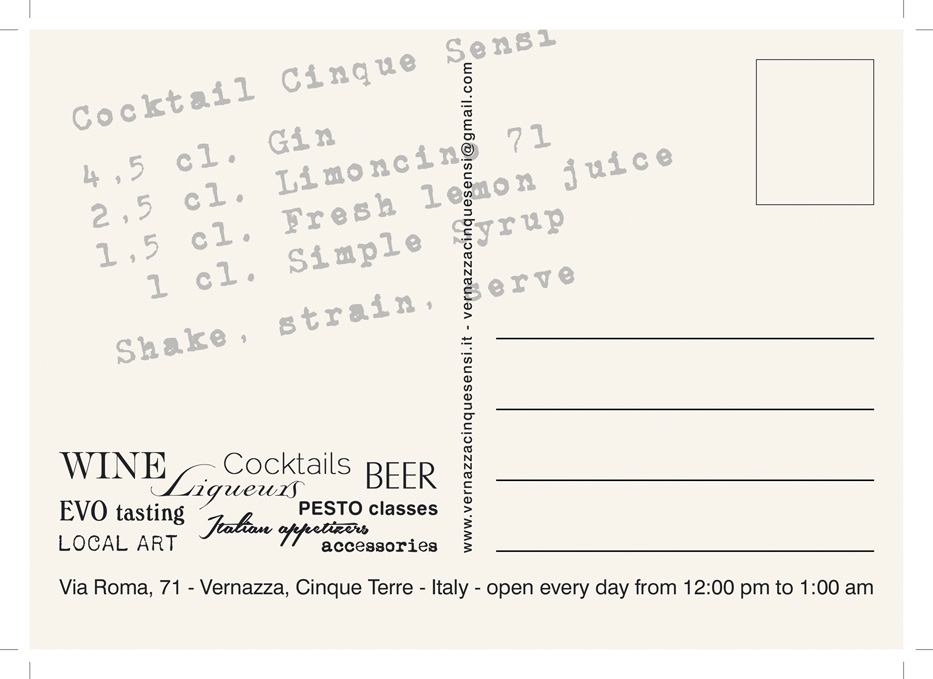 Cocktail Cinque Sensi
4,5 cl. Gin
2,5 cl. Limoncino 71
1,5 cl. Fresh lemon juice
1 cl. Simple Syrup
Shake, strain, serve
www.vernazzacinquesensi.it - vernazzacinquesensi@gmail.com
WINE Cocktails BEER
Liqueurs
EVO tasting PESTO classes
Italian appetizers
LOCAL ART accessories
Via Roma, 71 - Vernazza, Cinque Terre - Italy - open every day from 12:00 pm to 1:00 am